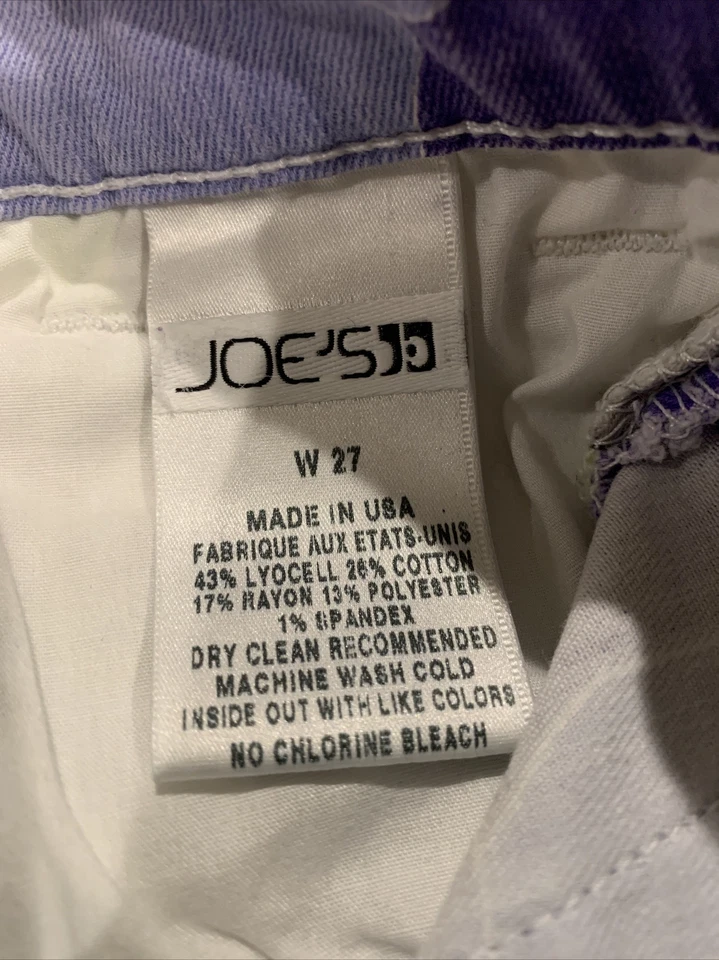 JOE'S
W 27
MADE IN USA
FABRIQUE AUX ETATS-UNIS
43% LYOCELL 26% COTTON
17% RAYON 13% POLYESTER
1% SPANDEX
DRY CLEAN RECOMMENDED
MACHINE WASH COLD
INSIDE OUT WITH LIKE COLORS
NO CHLORINE BLEACH